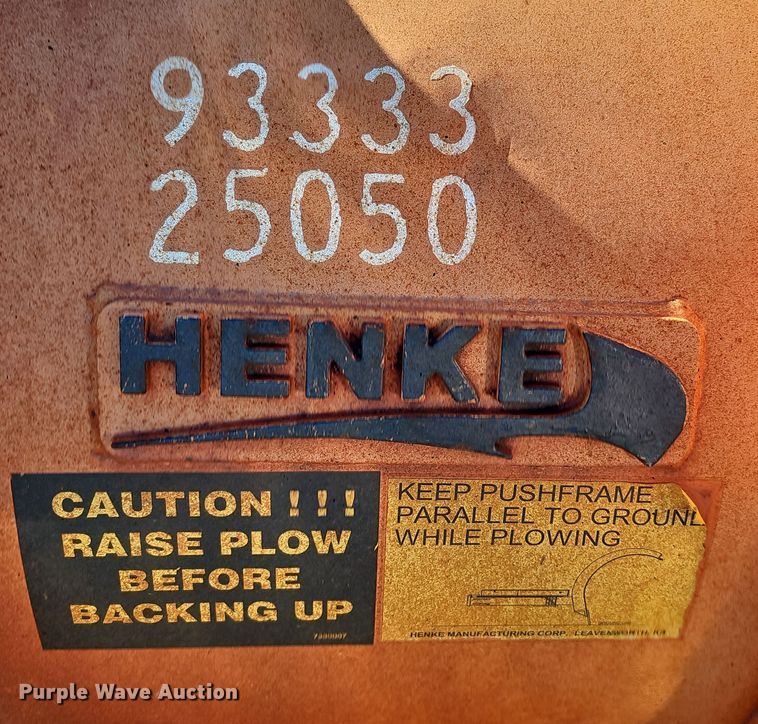 93333
25050
HENKE
CAUTION ! ! !
RAISE PLOW
BEFORE
BACKING UP
KEEP PUSHFRAME
PARALLEL TO GROUND
WHILE PLOWING
HENKE MANUFACTURING CORP. LEAVENWORTH, KS
Purple Wave Auction